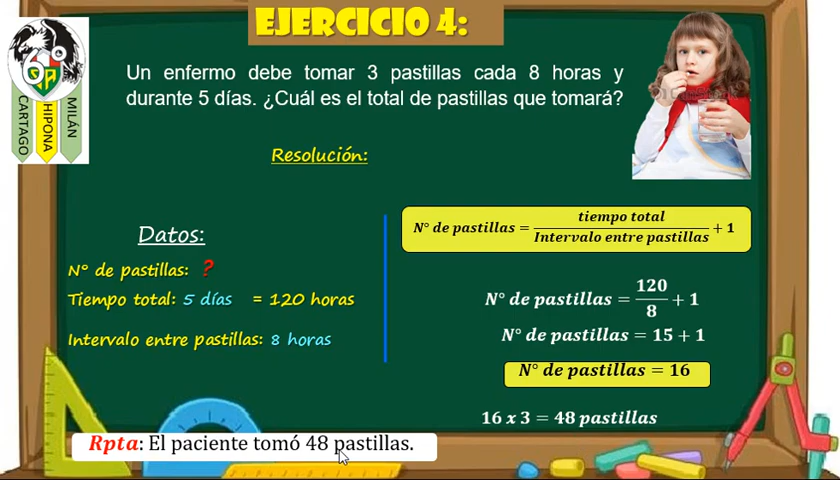 EJERCICIO 4:
6°
CARTAGO
HIPONA
MILÁN
Un enfermo debe tomar 3 pastillas cada 8 horas y
durante 5 días. ¿Cuál es el total de pastillas que tomará?
Resolución:
Datos:
N° de pastillas: ?
Tiempo total: 5 días = 120 horas
Intervalo entre pastillas: 8 horas
N° de pastillas = tiempo total / Intervalo entre pastillas + 1
N° de pastillas = 120 / 8 + 1
N° de pastillas = 15 + 1
N° de pastillas = 16
16 x 3 = 48 pastillas
Rpta: El paciente tomó 48 pastillas.